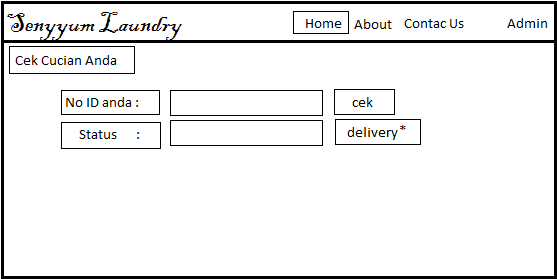 Senyyum Laundry Home About Contac Us Admin
Cek Cucian Anda
No ID anda : cek
Status : delivery*